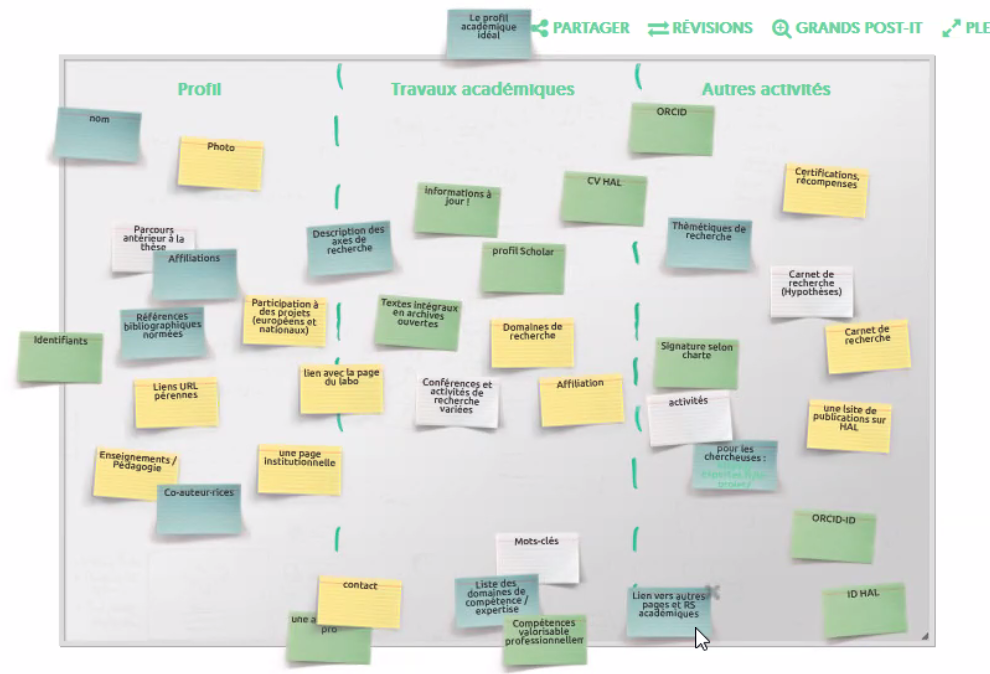 Le profil
académique
idéal
PARTAGER
RÉVISIONS
GRANDS POST-IT
PLE
Profil
Travaux académiques
Autres activités
nom
Photo
Parcours
antérieur à la
thèse
Affiliations
Références
bibliographiques
normées
Participation à
des projets
(européens et
nationaux)
Identifiants
Liens URL
pérennes
lien avec la page
du labo
Enseignements /
Pédagogie
une page
institutionnelle
Co-auteur·rices
contact
une a
pro
Description des
axes de
recherche
informations à
jour !
CV HAL
profil Scholar
Textes intégraux
en archives
ouvertes
Domaines de
recherche
Conférences et
activités de
recherche
variées
Affiliation
Mots-clés
Liste des
domaines de
compétence /
expertise
Compétences
valorisable
professionnellem
ORCID
Certifications,
récompenses
Thèmétiques de
recherche
Carnet de
recherche
(Hypothèses)
Carnet de
recherche
Signature selon
charte
activités
une lsite de
publications sur
HAL
pour les
chercheuses :
ORCID-ID
Lien vers autres
pages et RS
académiques
ID HAL